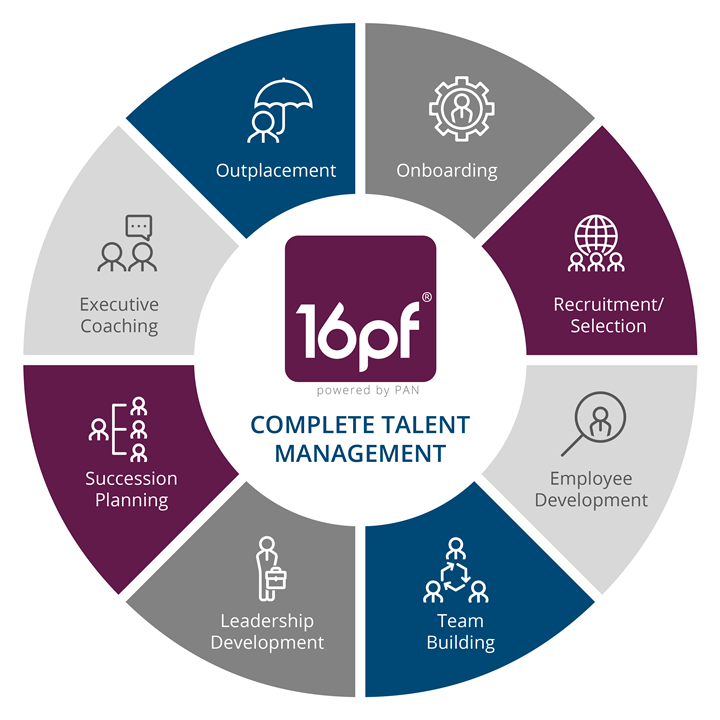 Outplacement
Onboarding
Recruitment/
Selection
Employee
Development
Team
Building
Leadership
Development
Succession
Planning
Executive
Coaching
16pf®
powered by PAN
COMPLETE TALENT
MANAGEMENT